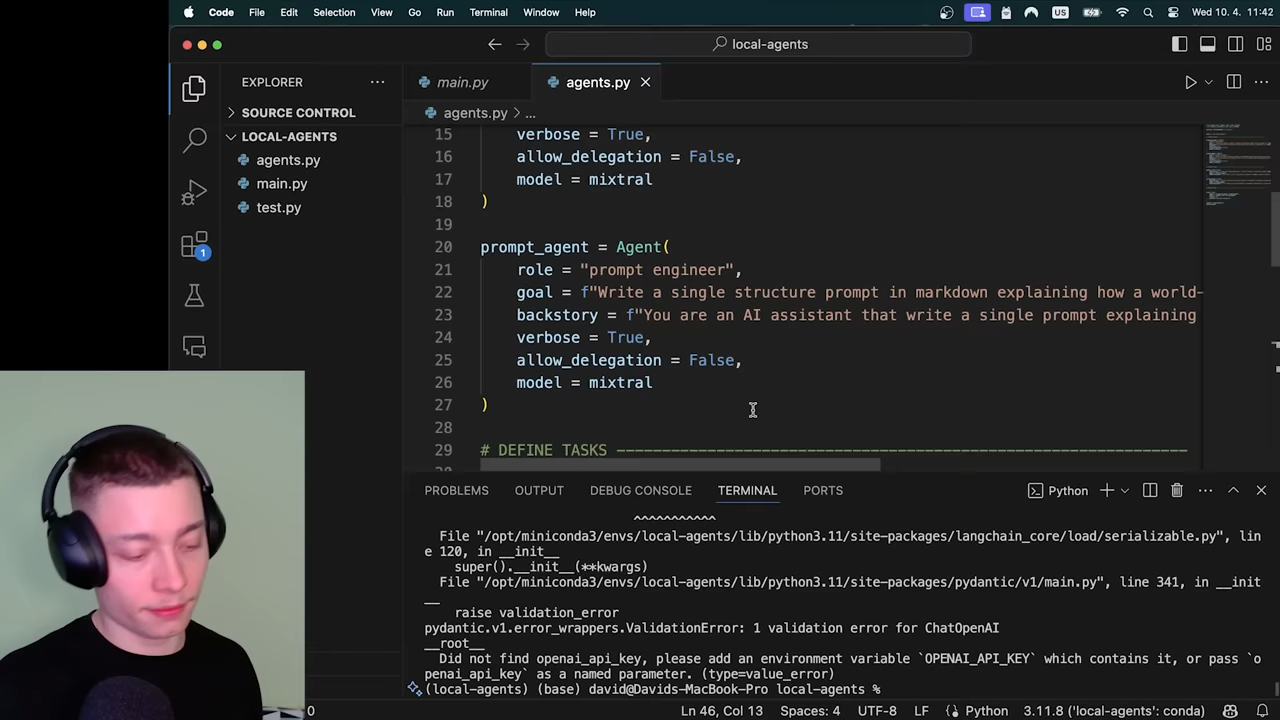 Code File Edit Selection View Go Run Terminal Window Help US Wed 10. 4. 11:42
local-agents
EXPLORER
main.py agents.py
SOURCE CONTROL
agents.py > ...
LOCAL-AGENTS
agents.py
main.py
test.py
1
15 verbose = True,
16 allow_delegation = False,
17 model = mixtral
18 )
19
20 prompt_agent = Agent(
21 role = "prompt engineer",
22 goal = f"Write a single structure prompt in markdown explaining how a world-
23 backstory = f"You are an AI assistant that write a single prompt explaining
24 verbose = True,
25 allow_delegation = False,
26 model = mixtral
27 )
28
29 # DEFINE TASKS ----------------------------------------------------------------
PROBLEMS OUTPUT DEBUG CONSOLE TERMINAL PORTS Python
^^^^^^^^^^^
File "/opt/miniconda3/envs/local-agents/lib/python3.11/site-packages/langchain_core/load/serializable.py", lin
e 120, in __init__
super().__init__(**kwargs)
File "/opt/miniconda3/envs/local-agents/lib/python3.11/site-packages/pydantic/v1/main.py", line 341, in __init
__
raise validation_error
pydantic.v1.error_wrappers.ValidationError: 1 validation error for ChatOpenAI
__root__
Did not find openai_api_key, please add an environment variable `OPENAI_API_KEY` which contains it, or pass `o
penai_api_key` as a named parameter. (type=value_error)
(local-agents) (base) david@Davids-MacBook-Pro local-agents %
0 Ln 46, Col 13 Spaces: 4 UTF-8 LF Python 3.11.8 ('local-agents': conda)